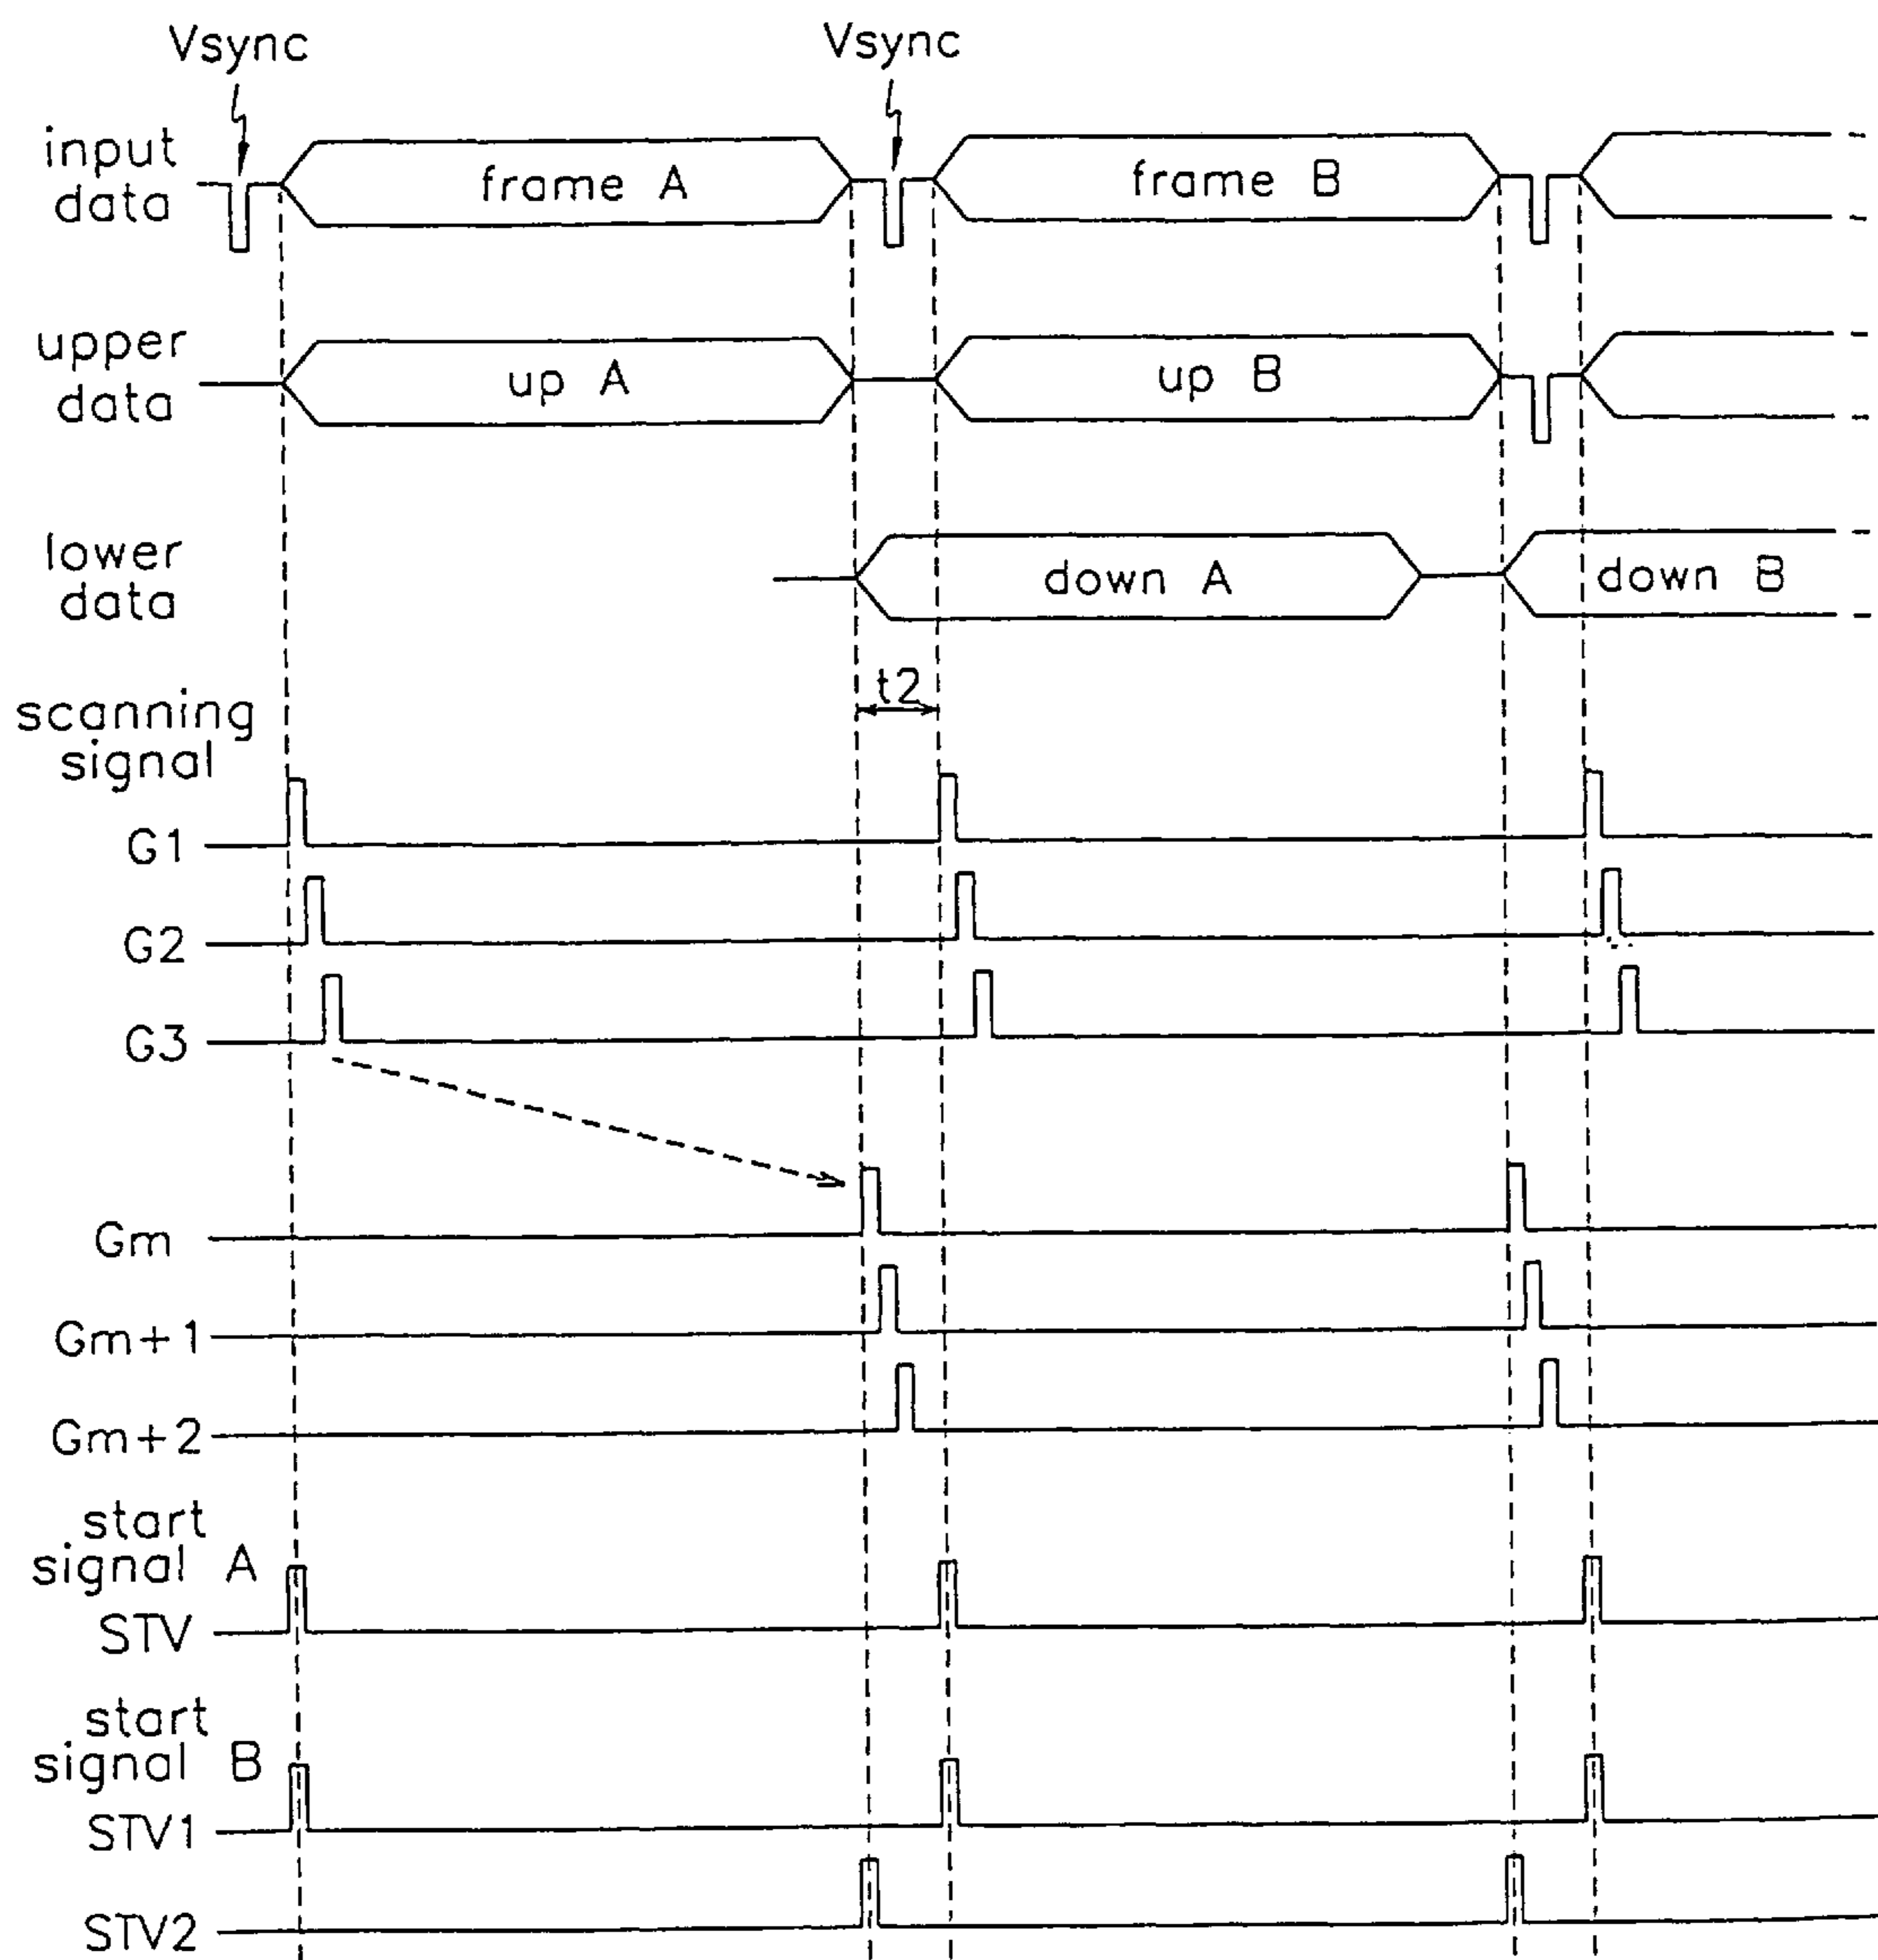 Vsync Vsync
input
data
frame A frame B
upper
data
up A up B
lower
data
down A down B
t2
scanning
signal
G1
G2
G3
Gm
Gm+1
Gm+2
start
signal A
STV
start
signal B
STV1
STV2